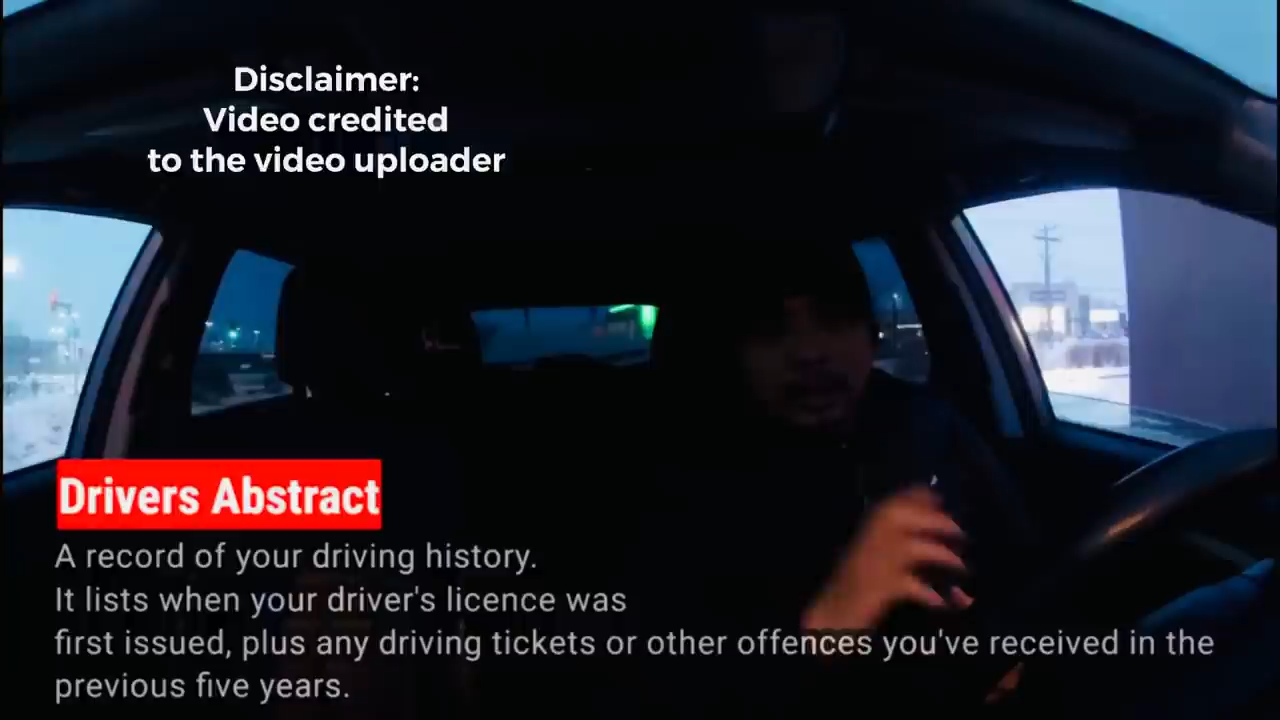 Disclaimer:
Video credited
to the video uploader
Drivers Abstract
A record of your driving history.
It lists when your driver's licence was
first issued, plus any driving tickets or other offences you've received in the
previous five years.